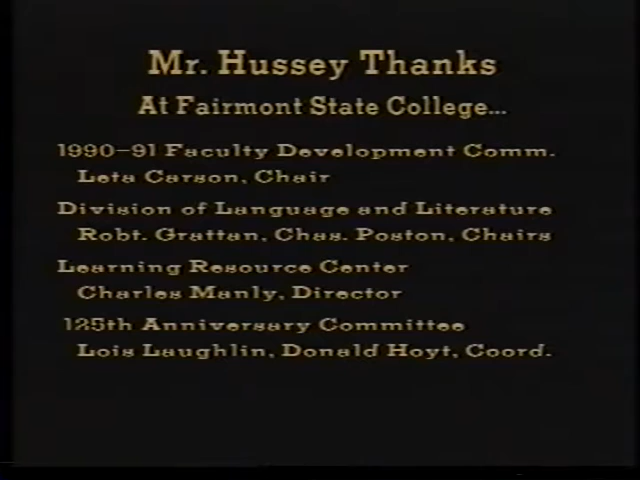 Mr. Hussey Thanks
At Fairmont State College...
1990-91 Faculty Development Comm.
Leta Carson, Chair
Division of Language and Literature
Robt. Grattan, Chas. Poston, Chairs
Learning Resource Center
Charles Manly, Director
125th Anniversary Committee
Lois Laughlin, Donald Hoyt, Coord.